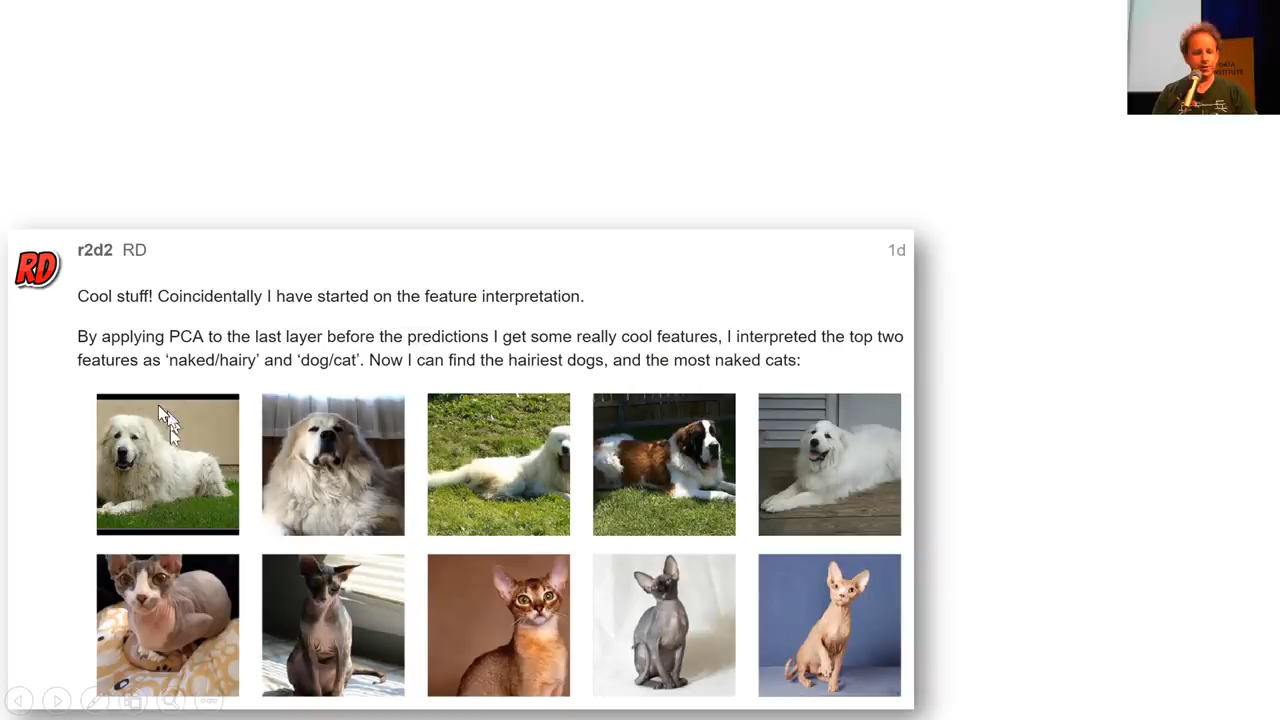 DATA
INSTITUTE
RD
r2d2 RD 1d
Cool stuff! Coincidentally I have started on the feature interpretation.
By applying PCA to the last layer before the predictions I get some really cool features, I interpreted the top two
features as ‘naked/hairy’ and ‘dog/cat’. Now I can find the hairiest dogs, and the most naked cats: